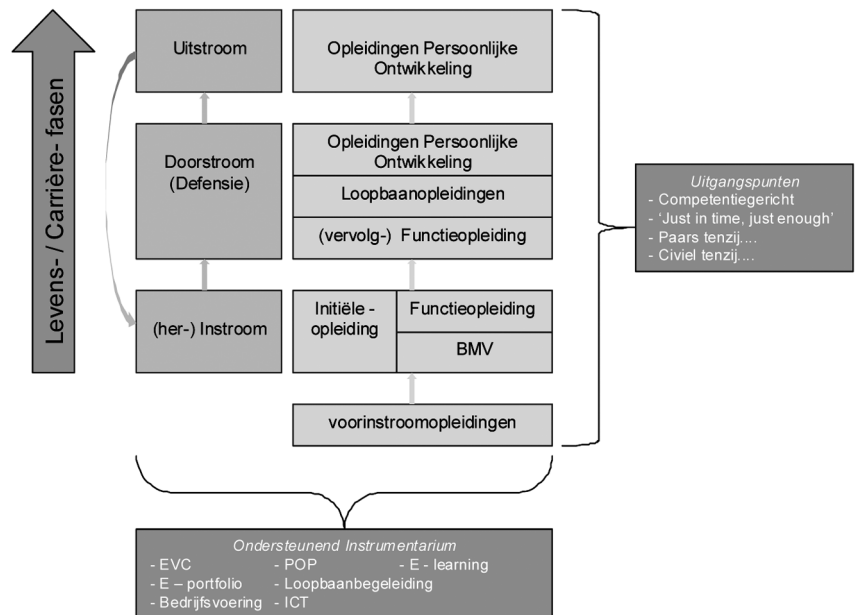 Levens- / Carrière- fasen
Uitstroom
Opleidingen Persoonlijke
Ontwikkeling
Doorstroom
(Defensie)
Opleidingen Persoonlijke
Ontwikkeling
Loopbaanopleidingen
(vervolg-) Functieopleiding
(her-) Instroom
Initiële -
opleiding
Functieopleiding
BMV
voorinstroomopleidingen
Uitgangspunten
- Competentiegericht
- 'Just in time, just enough'
- Paars tenzij....
- Civiel tenzij....
Ondersteunend Instrumentarium
- EVC - POP - E - learning
- E – portfolio - Loopbaanbegeleiding
- Bedrijfsvoering - ICT